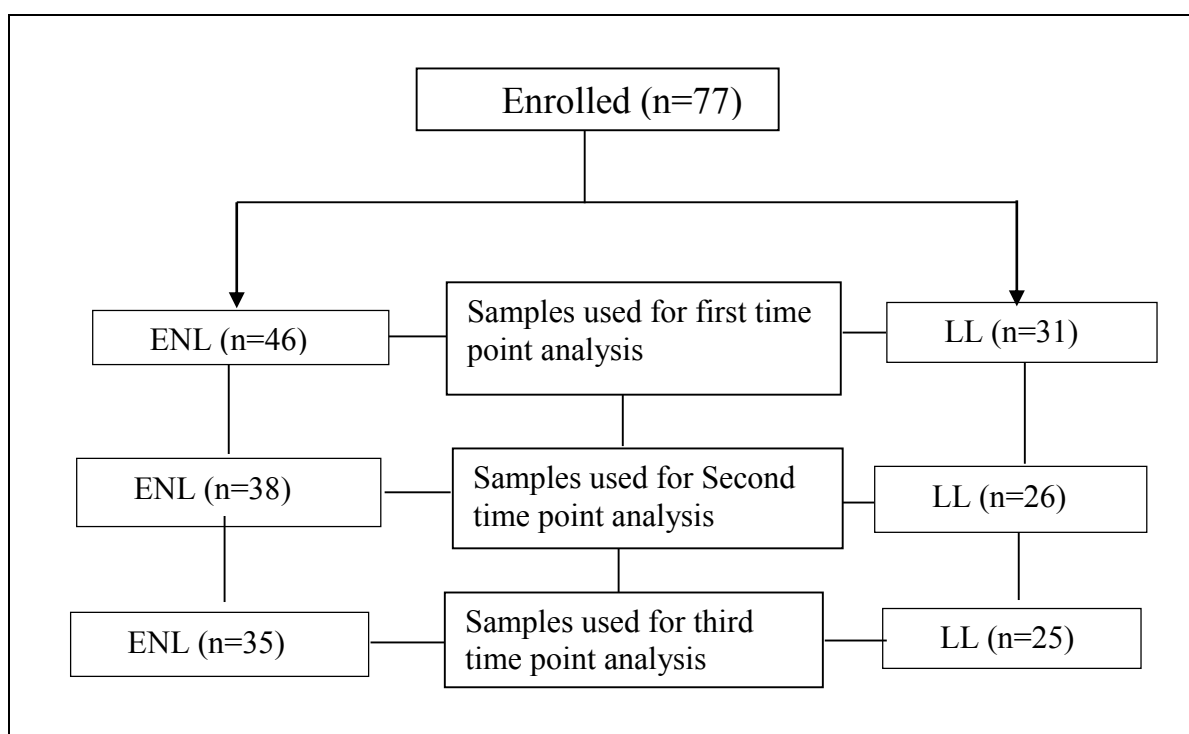 Enrolled (n=77)
ENL (n=46)
Samples used for first time
point analysis
LL (n=31)
ENL (n=38)
Samples used for Second
time point analysis
LL (n=26)
ENL (n=35)
Samples used for third
time point analysis
LL (n=25)